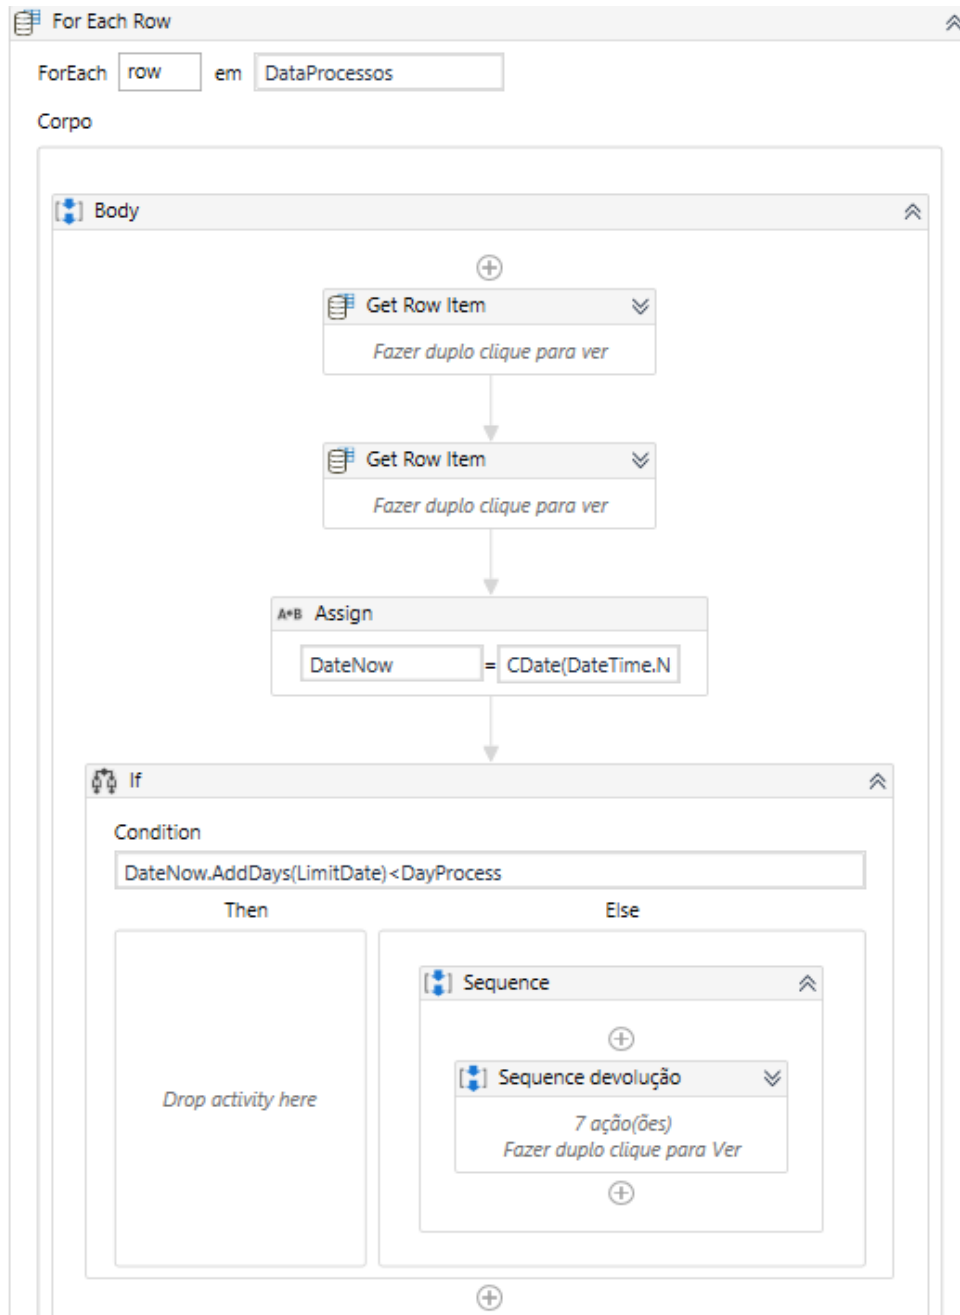 For Each Row
ForEach row em DataProcessos
Corpo
Body
Get Row Item
Fazer duplo clique para ver
Get Row Item
Fazer duplo clique para ver
A*B Assign
DateNow = CDate(DateTime.N
If
Condition
DateNow.AddDays(LimitDate)<DayProcess
Then Else
Sequence
Sequence devolução
7 ação(ões)
Fazer duplo clique para Ver
Drop activity here